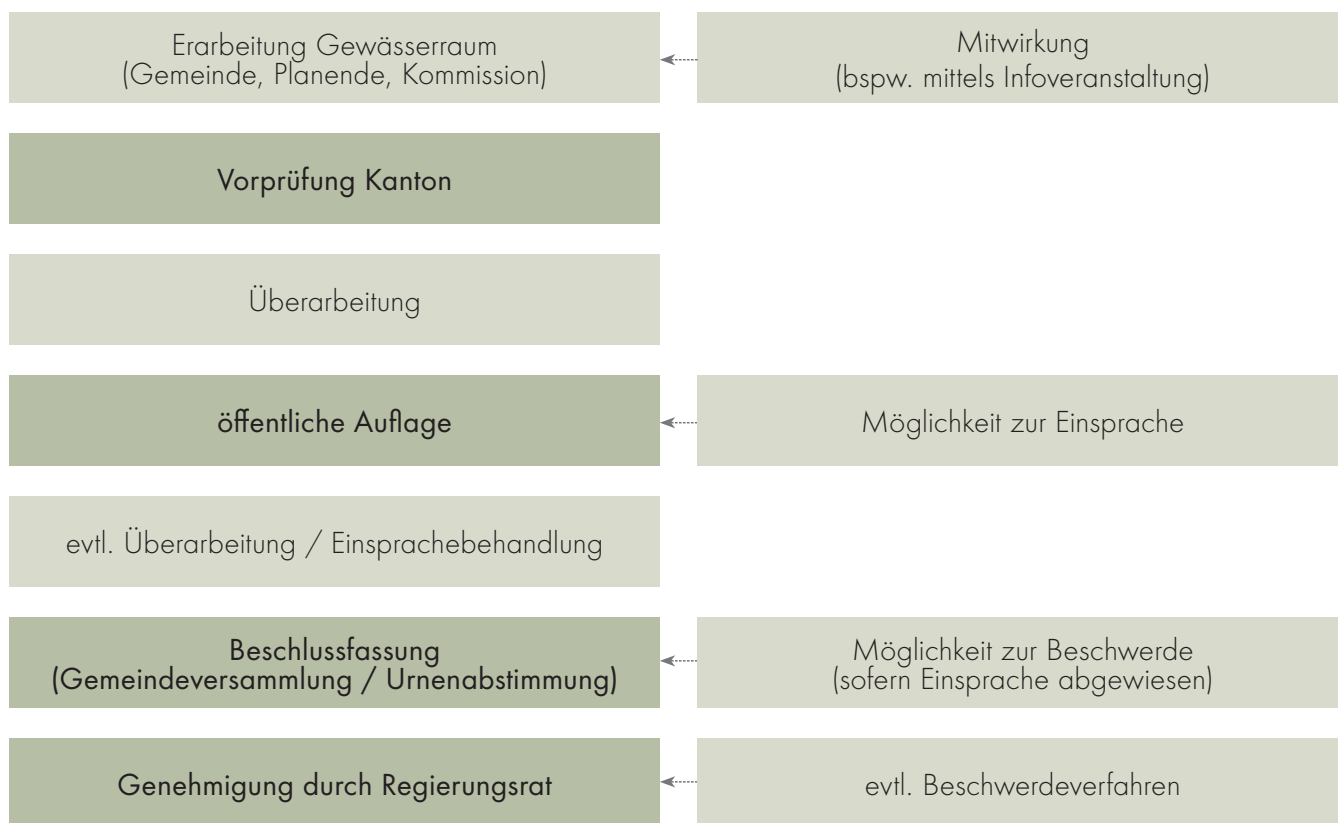 Erarbeitung Gewässerraum
(Gemeinde, Planende, Kommission)
Mitwirkung
(bspw. mittels Infoveranstaltung)
Vorprüfung Kanton
Überarbeitung
öffentliche Auflage
Möglichkeit zur Einsprache
evtl. Überarbeitung / Einsprachebehandlung
Beschlussfassung
(Gemeindeversammlung / Urnenabstimmung)
Möglichkeit zur Beschwerde
(sofern Einsprache abgewiesen)
Genehmigung durch Regierungsrat
evtl. Beschwerdeverfahren